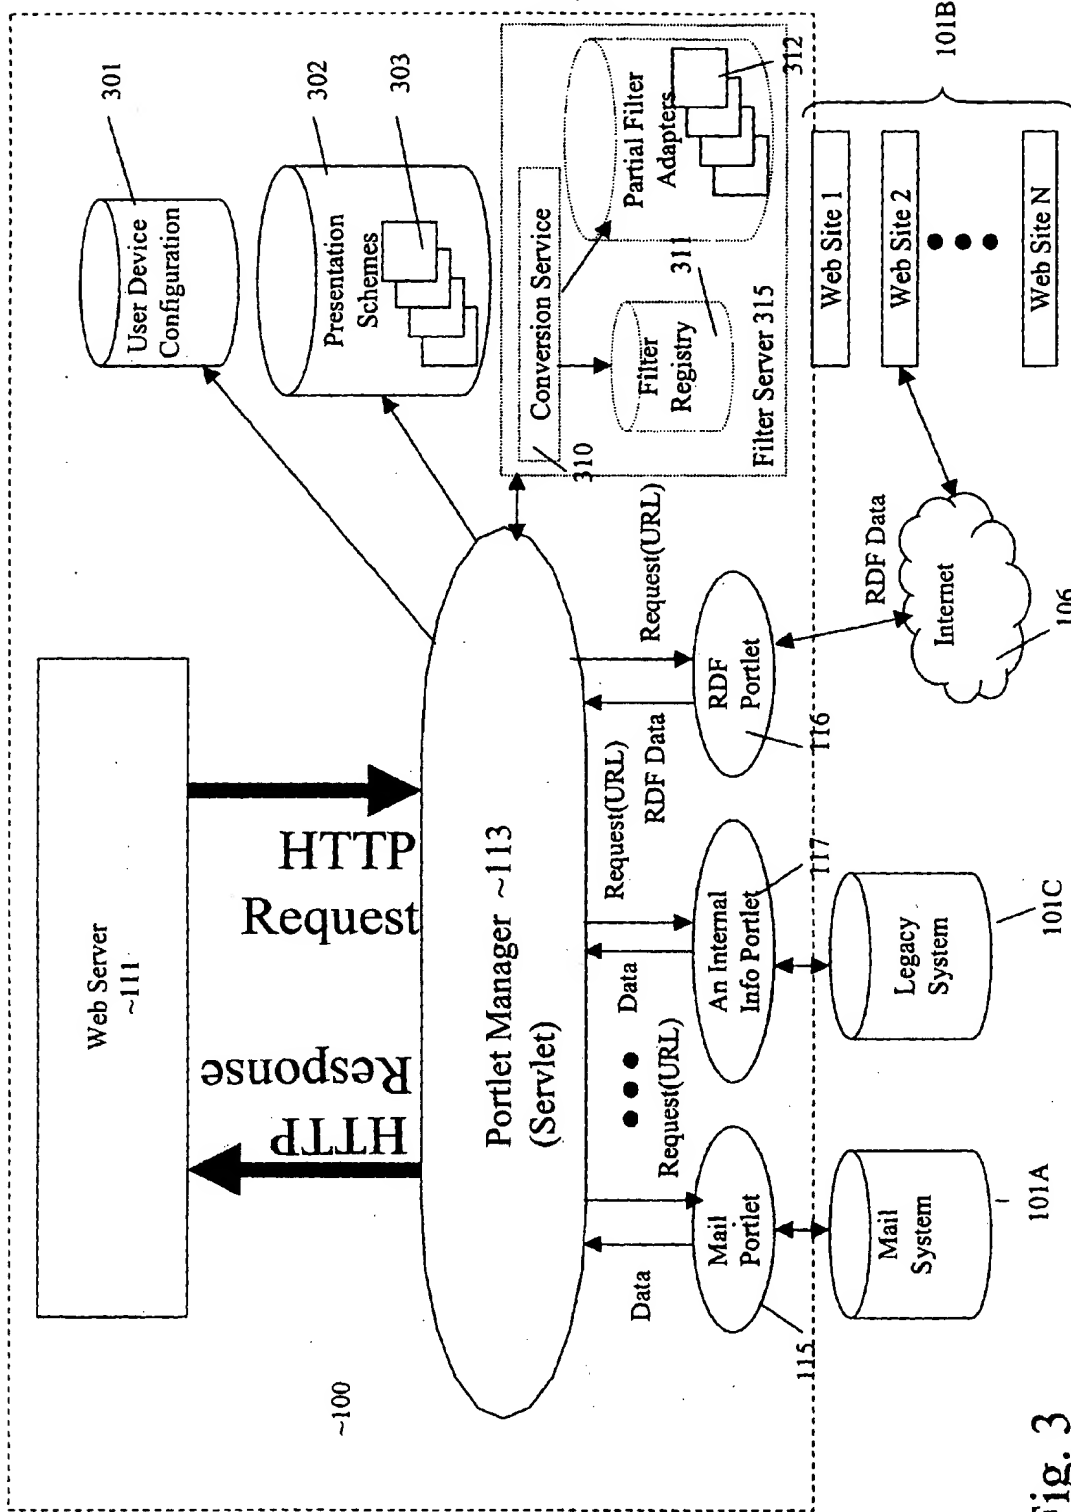 ~100
Web Server
~111
HTTP
Response
HTTP
Request
Portlet Manager ~113
(Servlet)
User Device
Configuration
301
Presentation
Schemes
302
303
Conversion Service
310
Filter
Registry
311
Partial Filter
Adapters
312
Filter Server 315
Data
Request(URL)
Data
Request(URL)
RDF Data
Request(URL)
Mail
Portlet
115
An Internal
Info Portlet
117
RDF
Portlet
116
Mail
System
101A
Legacy
System
101C
RDF Data
Internet
106
Web Site 1
Web Site 2
Web Site N
101B
Fig. 3